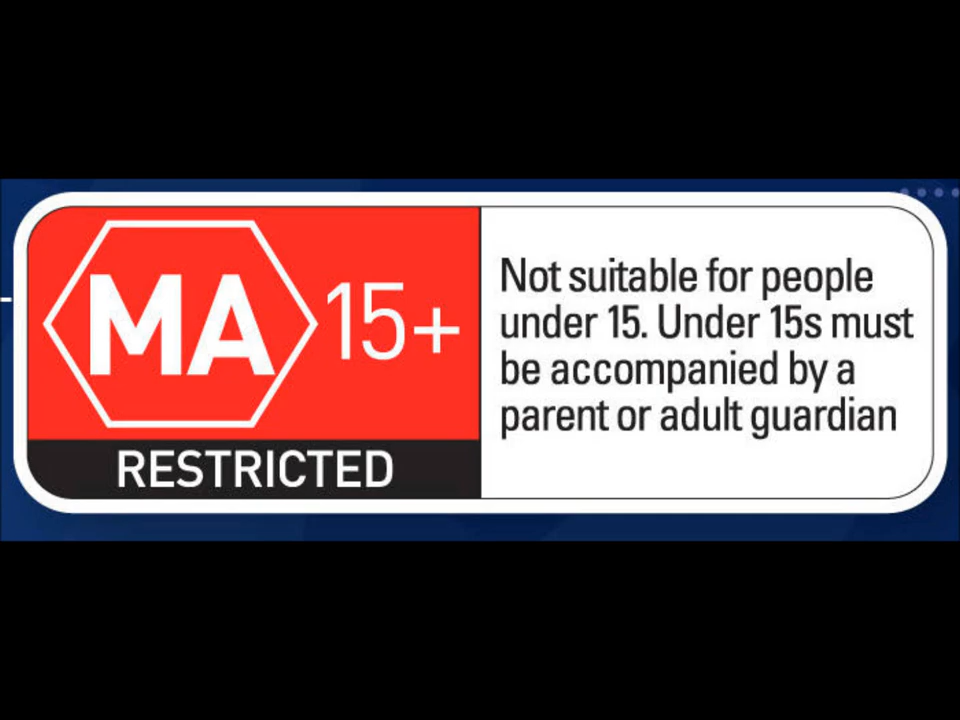 MA 15+
RESTRICTED
Not suitable for people
under 15. Under 15s must
be accompanied by a
parent or adult guardian